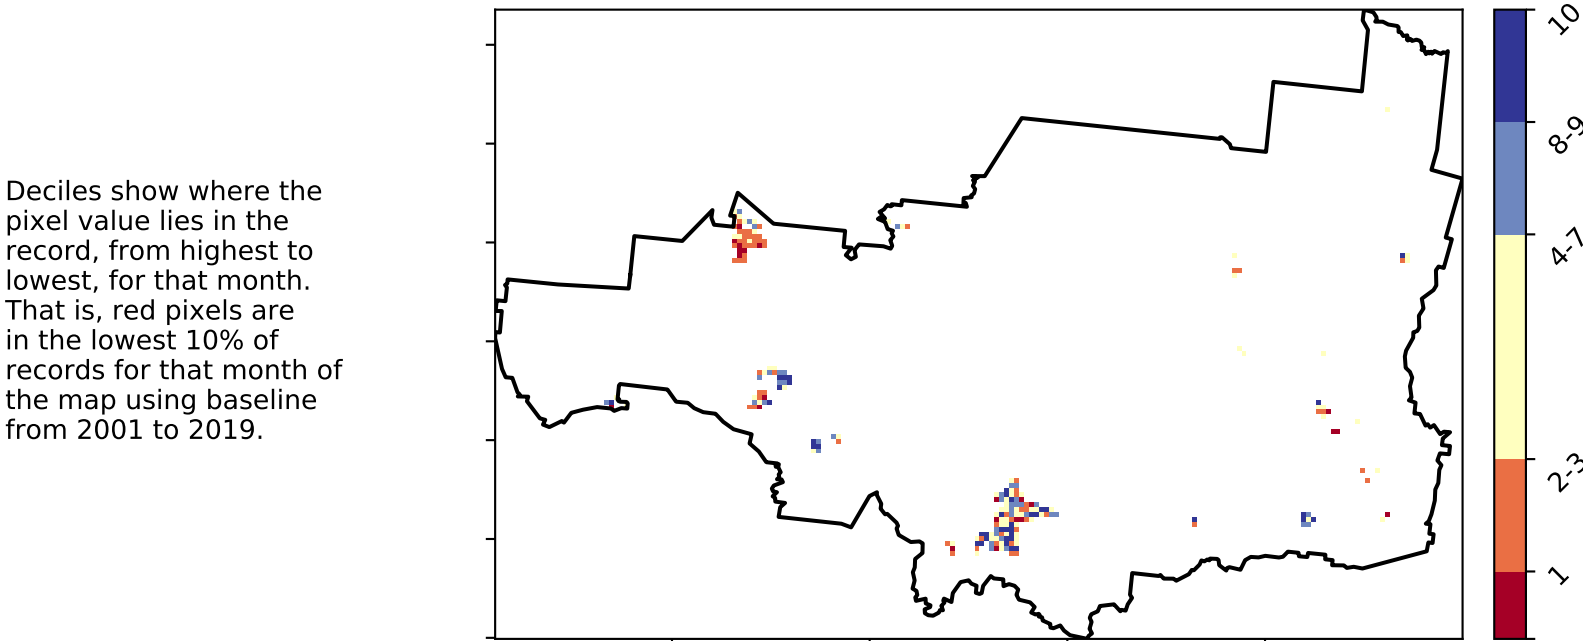 Deciles show where the
pixel value lies in the
record, from highest to
lowest, for that month.
That is, red pixels are
in the lowest 10% of
records for that month of
the map using baseline
from 2001 to 2019.
10
8-9
4-7
2-3
1